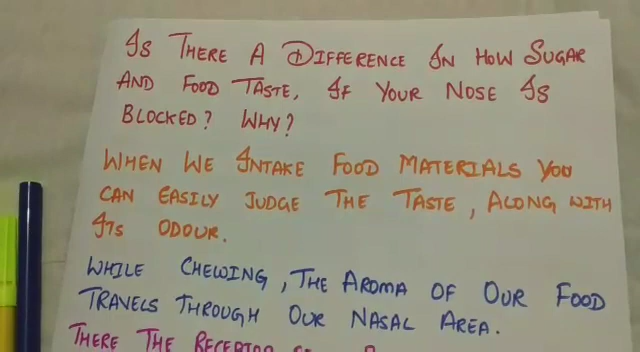 IS THERE A DIFFERENCE IN HOW SUGAR
AND FOOD TASTE, IF YOUR NOSE IS
BLOCKED? WHY?
WHEN WE INTAKE FOOD MATERIALS YOU
CAN EASILY JUDGE THE TASTE, ALONG WITH
ITS ODOUR.
WHILE CHEWING, THE AROMA OF OUR FOOD
TRAVELS THROUGH OUR NASAL AREA.
THERE THE